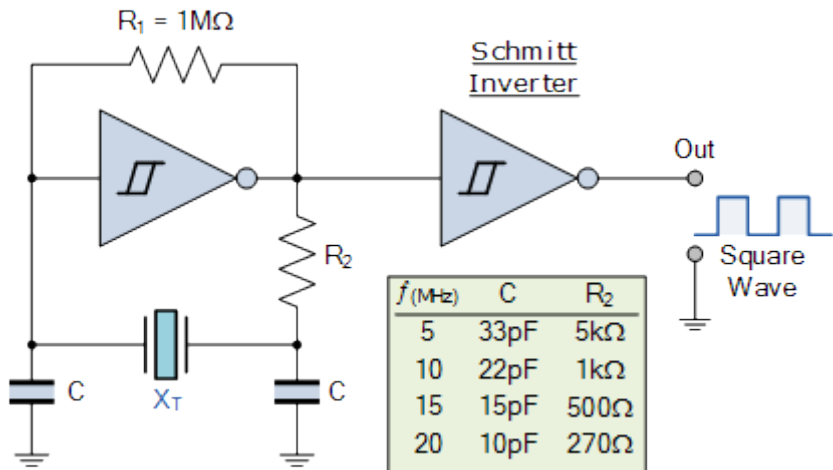 R₁ = 1MΩ
Schmitt
Inverter
Out
R₂
Square
Wave
C
X_T
C
f(MHz) C R₂
5 33pF 5kΩ
10 22pF 1kΩ
15 15pF 500Ω
20 10pF 270Ω